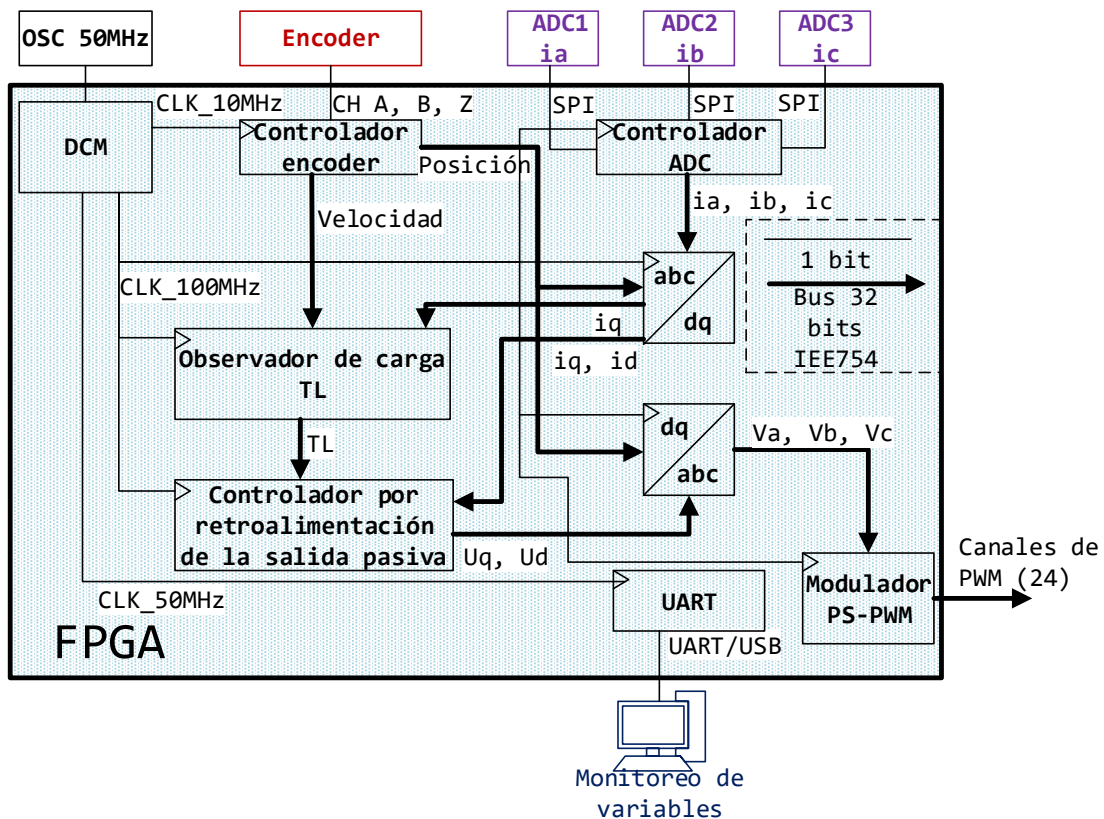 OSC 50MHz
Encoder
ADC1
ia
ADC2
ib
ADC3
ic
CLK_10MHz
CH A, B, Z
SPI
SPI
SPI
DCM
Controlador
encoder
Posición
Controlador
ADC
Velocidad
ia, ib, ic
CLK_100MHz
abc
dq
1 bit
Bus 32
bits
IEE754
iq
iq, id
Observador de carga
TL
TL
dq
abc
Va, Vb, Vc
Controlador por
retroalimentación
de la salida pasiva
Uq, Ud
CLK_50MHz
UART
Modulador
PS-PWM
Canales de
PWM (24)
FPGA
UART/USB
Monitoreo de
variables